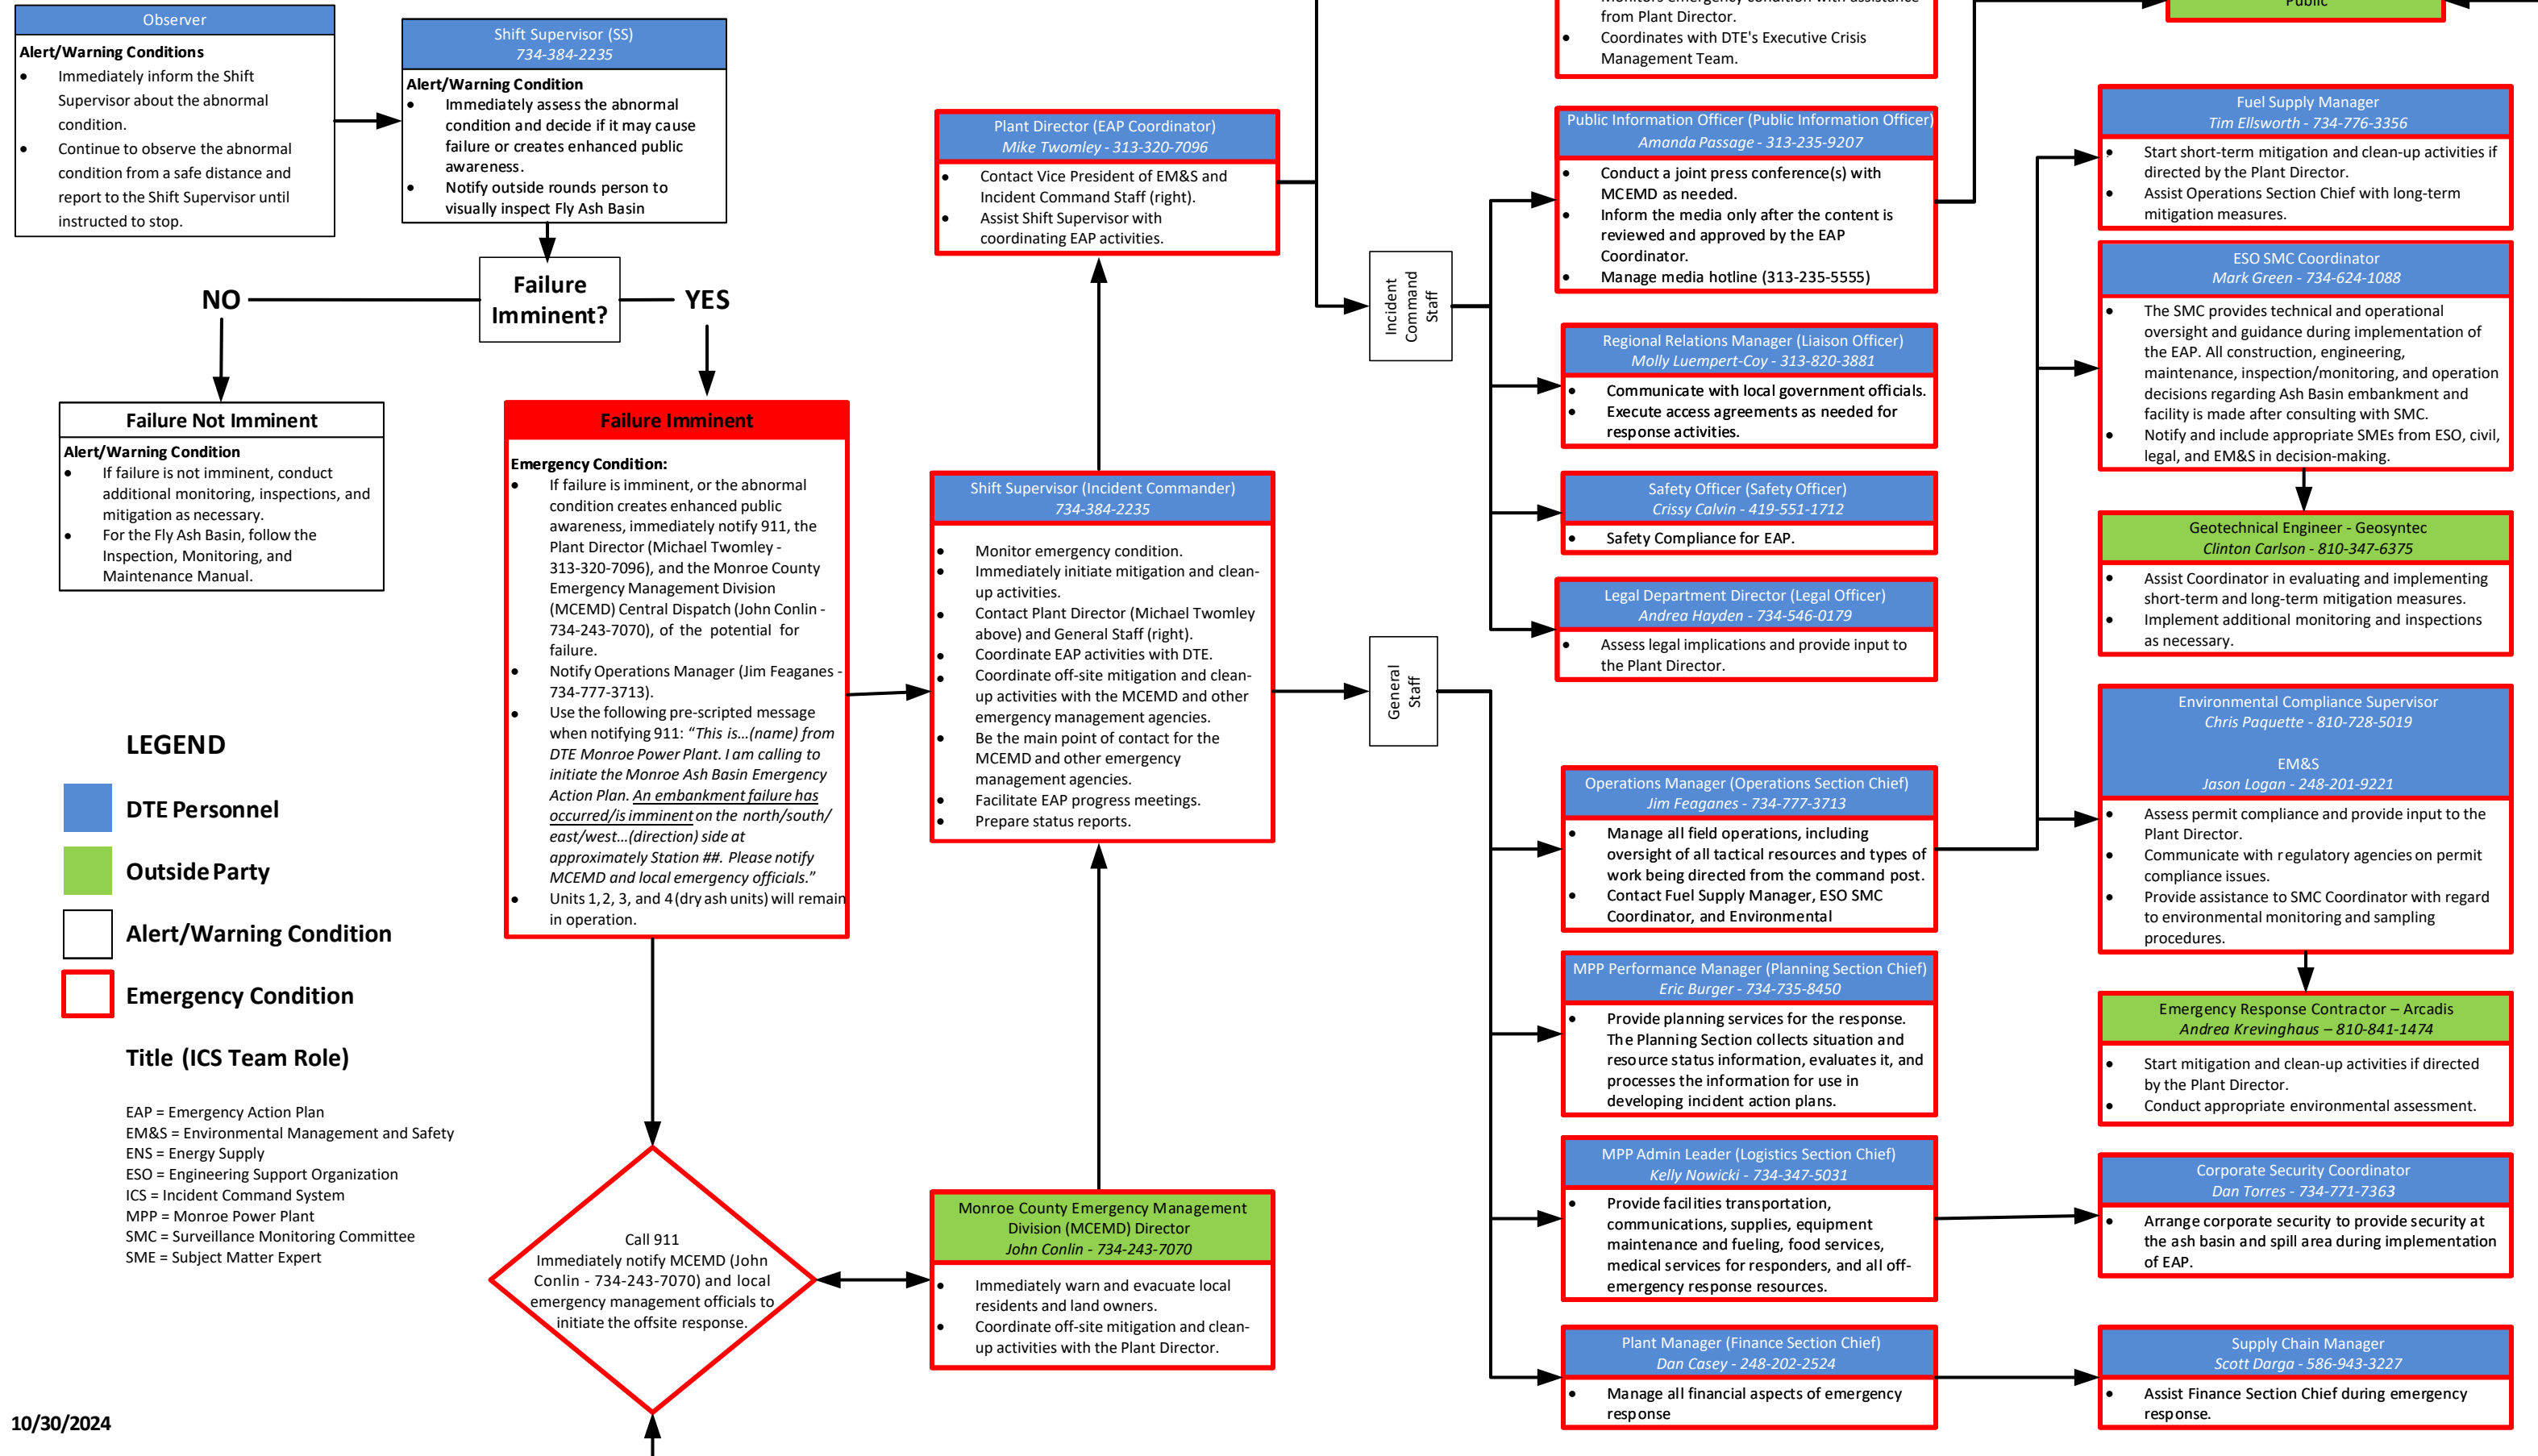 Observer
Alert/Warning Conditions
● Immediately inform the Shift
Supervisor about the abnormal
condition.
● Continue to observe the abnormal
condition from a safe distance and
report to the Shift Supervisor until
instructed to stop.
Shift Supervisor (SS)
734-384-2235
Alert/Warning Condition
● Immediately assess the abnormal
condition and decide if it may cause
failure or creates enhanced public
awareness.
● Notify outside rounds person to
visually inspect Fly Ash Basin
Failure
Imminent?
NO
YES
Failure Not Imminent
Alert/Warning Condition
● If failure is not imminent, conduct
additional monitoring, inspections, and
mitigation as necessary.
● For the Fly Ash Basin, follow the
Inspection, Monitoring, and
Maintenance Manual.
Failure Imminent
Emergency Condition:
● If failure is imminent, or the abnormal
condition creates enhanced public
awareness, immediately notify 911, the
Plant Director (Michael Twomley -
313-320-7096), and the Monroe County
Emergency Management Division
(MCEMD) Central Dispatch (John Conlin -
734-243-7070), of the potential for
failure.
● Notify Operations Manager (Jim Feaganes -
734-777-3713).
● Use the following pre-scripted message
when notifying 911: “This is...(name) from
DTE Monroe Power Plant. I am calling to
initiate the Monroe Ash Basin Emergency
Action Plan. An embankment failure has
occurred/is imminent on the north/south/
east/west...(direction) side at
approximately Station ##. Please notify
MCEMD and local emergency officials.”
● Units 1, 2, 3, and 4 (dry ash units) will remain
in operation.
LEGEND
DTE Personnel
Outside Party
Alert/Warning Condition
Emergency Condition
Title (ICS Team Role)
EAP = Emergency Action Plan
EM&S = Environmental Management and Safety
ENS = Energy Supply
ESO = Engineering Support Organization
ICS = Incident Command System
MPP = Monroe Power Plant
SMC = Surveillance Monitoring Committee
SME = Subject Matter Expert
10/30/2024
Call 911
Immediately notify MCEMD (John
Conlin - 734-243-7070) and local
emergency management officials to
initiate the offsite response.
Plant Director (EAP Coordinator)
Mike Twomley - 313-320-7096
● Contact Vice President of EM&S and
Incident Command Staff (right).
● Assist Shift Supervisor with
coordinating EAP activities.
Shift Supervisor (Incident Commander)
734-384-2235
● Monitor emergency condition.
● Immediately initiate mitigation and clean-
up activities.
● Contact Plant Director (Michael Twomley
above) and General Staff (right).
● Coordinate EAP activities with DTE.
● Coordinate off-site mitigation and clean-
up activities with the MCEMD and other
emergency management agencies.
● Be the main point of contact for the
MCEMD and other emergency
management agencies.
● Facilitate EAP progress meetings.
● Prepare status reports.
Monroe County Emergency Management
Division (MCEMD) Director
John Conlin - 734-243-7070
● Immediately warn and evacuate local
residents and land owners.
● Coordinate off-site mitigation and clean-
up activities with the Plant Director.
Incident
Command
Staff
General
Staff
Monitors emergency condition with assistance
from Plant Director.
● Coordinates with DTE's Executive Crisis
Management Team.
Public Information Officer (Public Information Officer)
Amanda Passage - 313-235-9207
● Conduct a joint press conference(s) with
MCEMD as needed.
● Inform the media only after the content is
reviewed and approved by the EAP
Coordinator.
● Manage media hotline (313-235-5555)
Regional Relations Manager (Liaison Officer)
Molly Luempert-Coy - 313-820-3881
● Communicate with local government officials.
● Execute access agreements as needed for
response activities.
Safety Officer (Safety Officer)
Crissy Calvin - 419-551-1712
● Safety Compliance for EAP.
Legal Department Director (Legal Officer)
Andrea Hayden - 734-546-0179
● Assess legal implications and provide input to
the Plant Director.
Operations Manager (Operations Section Chief)
Jim Feaganes - 734-777-3713
● Manage all field operations, including
oversight of all tactical resources and types of
work being directed from the command post.
● Contact Fuel Supply Manager, ESO SMC
Coordinator, and Environmental
MPP Performance Manager (Planning Section Chief)
Eric Burger - 734-735-8450
● Provide planning services for the response.
The Planning Section collects situation and
resource status information, evaluates it, and
processes the information for use in
developing incident action plans.
MPP Admin Leader (Logistics Section Chief)
Kelly Nowicki - 734-347-5031
● Provide facilities transportation,
communications, supplies, equipment
maintenance and fueling, food services,
medical services for responders, and all off-
emergency response resources.
Plant Manager (Finance Section Chief)
Dan Casey - 248-202-2524
● Manage all financial aspects of emergency
response
Public
Fuel Supply Manager
Tim Ellsworth - 734-776-3356
● Start short-term mitigation and clean-up activities if
directed by the Plant Director.
● Assist Operations Section Chief with long-term
mitigation measures.
ESO SMC Coordinator
Mark Green - 734-624-1088
● The SMC provides technical and operational
oversight and guidance during implementation of
the EAP. All construction, engineering,
maintenance, inspection/monitoring, and operation
decisions regarding Ash Basin embankment and
facility is made after consulting with SMC.
● Notify and include appropriate SMEs from ESO, civil,
legal, and EM&S in decision-making.
Geotechnical Engineer - Geosyntec
Clinton Carlson - 810-347-6375
● Assist Coordinator in evaluating and implementing
short-term and long-term mitigation measures.
● Implement additional monitoring and inspections
as necessary.
Environmental Compliance Supervisor
Chris Paquette - 810-728-5019
EM&S
Jason Logan - 248-201-9221
● Assess permit compliance and provide input to the
Plant Director.
● Communicate with regulatory agencies on permit
compliance issues.
● Provide assistance to SMC Coordinator with regard
to environmental monitoring and sampling
procedures.
Emergency Response Contractor – Arcadis
Andrea Krevinghaus – 810-841-1474
● Start mitigation and clean-up activities if directed
by the Plant Director.
● Conduct appropriate environmental assessment.
Corporate Security Coordinator
Dan Torres - 734-771-7363
● Arrange corporate security to provide security at
the ash basin and spill area during implementation
of EAP.
Supply Chain Manager
Scott Darga - 586-943-3227
● Assist Finance Section Chief during emergency
response.